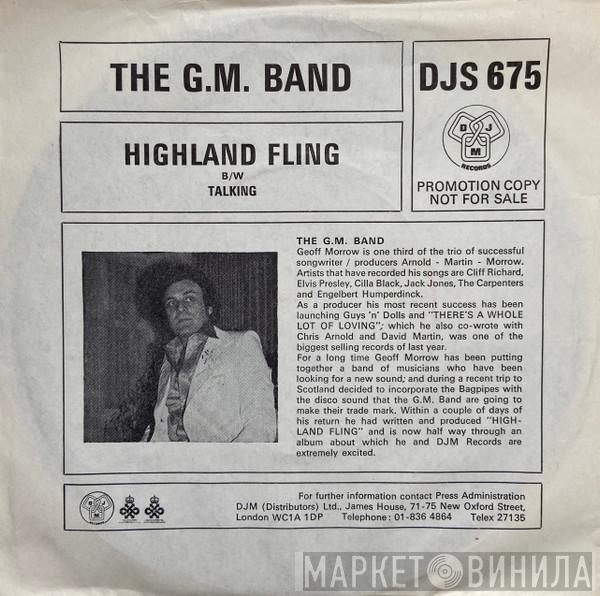 THE G.M. BAND
DJS 675
HIGHLAND FLING
B/W
TALKING
D J M
RECORDS
PROMOTION COPY
NOT FOR SALE
THE G.M. BAND
Geoff Morrow is one third of the trio of successful
songwriter / producers Arnold - Martin - Morrow.
Artists that have recorded his songs are Cliff Richard,
Elvis Presley, Cilla Black, Jack Jones, The Carpenters
and Engelbert Humperdinck.
As a producer his most recent success has been
launching Guys 'n' Dolls and "THERE'S A WHOLE
LOT OF LOVING"; which he also co-wrote with
Chris Arnold and David Martin, was one of the
biggest selling records of last year.
For a long time Geoff Morrow has been putting
together a band of musicians who have been
looking for a new sound; and during a recent trip to
Scotland decided to incorporate the Bagpipes with
the disco sound that the G.M. Band are going to
make their trade mark. Within a couple of days of
his return he had written and produced "HIGH-
LAND FLING" and is now half way through an
album about which he and DJM Records are
extremely excited.
For further information contact Press Administration
DJM (Distributors) Ltd., James House, 71-75 New Oxford Street,
London WC1A 1DP Telephone: 01-836 4864 Telex 27135
D J M
RECORDS
МАРКЕТ ВИНИЛА